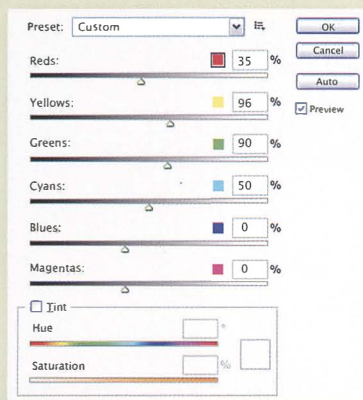 Preset: Custom
OK
Cancel
Auto
Preview
Reds: 35 %
Yellows: 96 %
Greens: 90 %
Cyans: 50 %
Blues: 0 %
Magentas: 0 %
Tint
Hue °
Saturation %